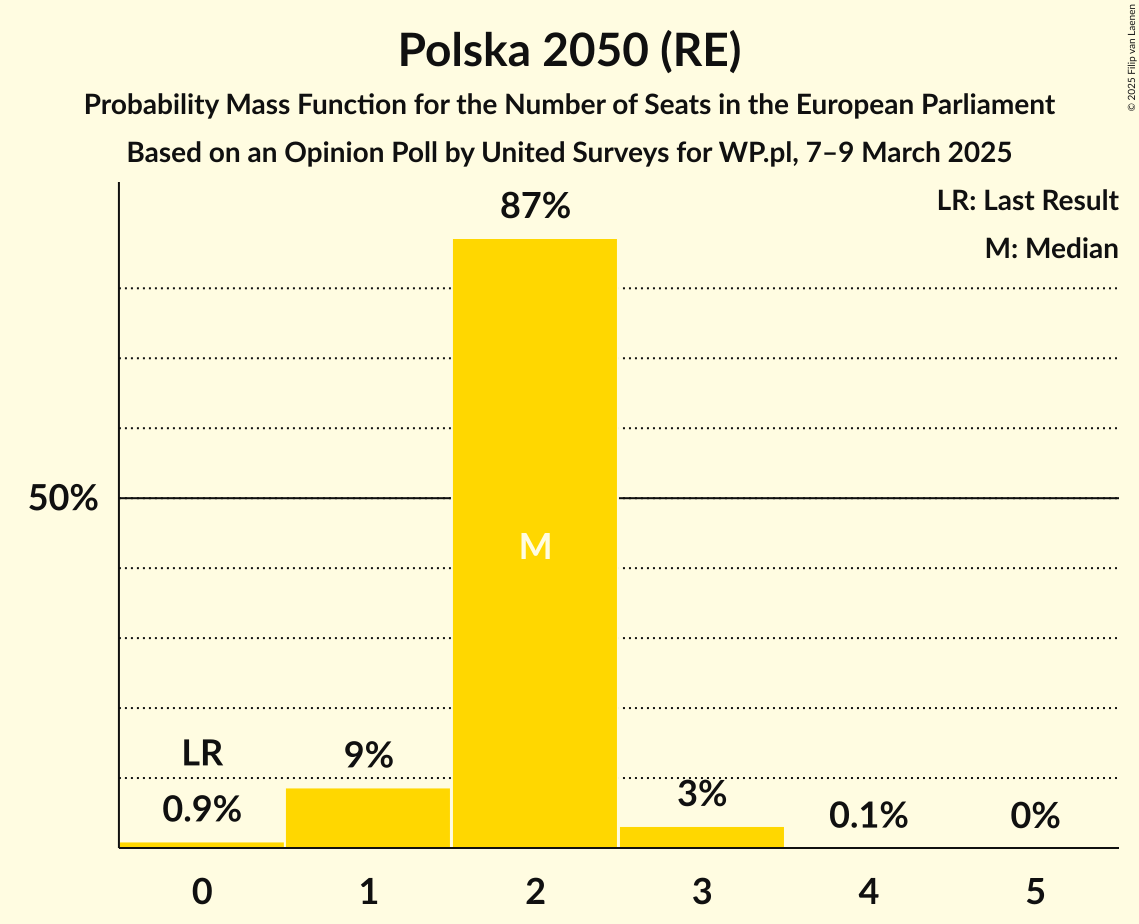 Polska 2050 (RE)
Probability Mass Function for the Number of Seats in the European Parliament
Based on an Opinion Poll by United Surveys for WP.pl, 7–9 March 2025
© 2025 Filip van Laenen
LR: Last Result
M: Median
87%
50%
M
LR
0.9%
9%
3%
0.1%
0%
0 1 2 3 4 5